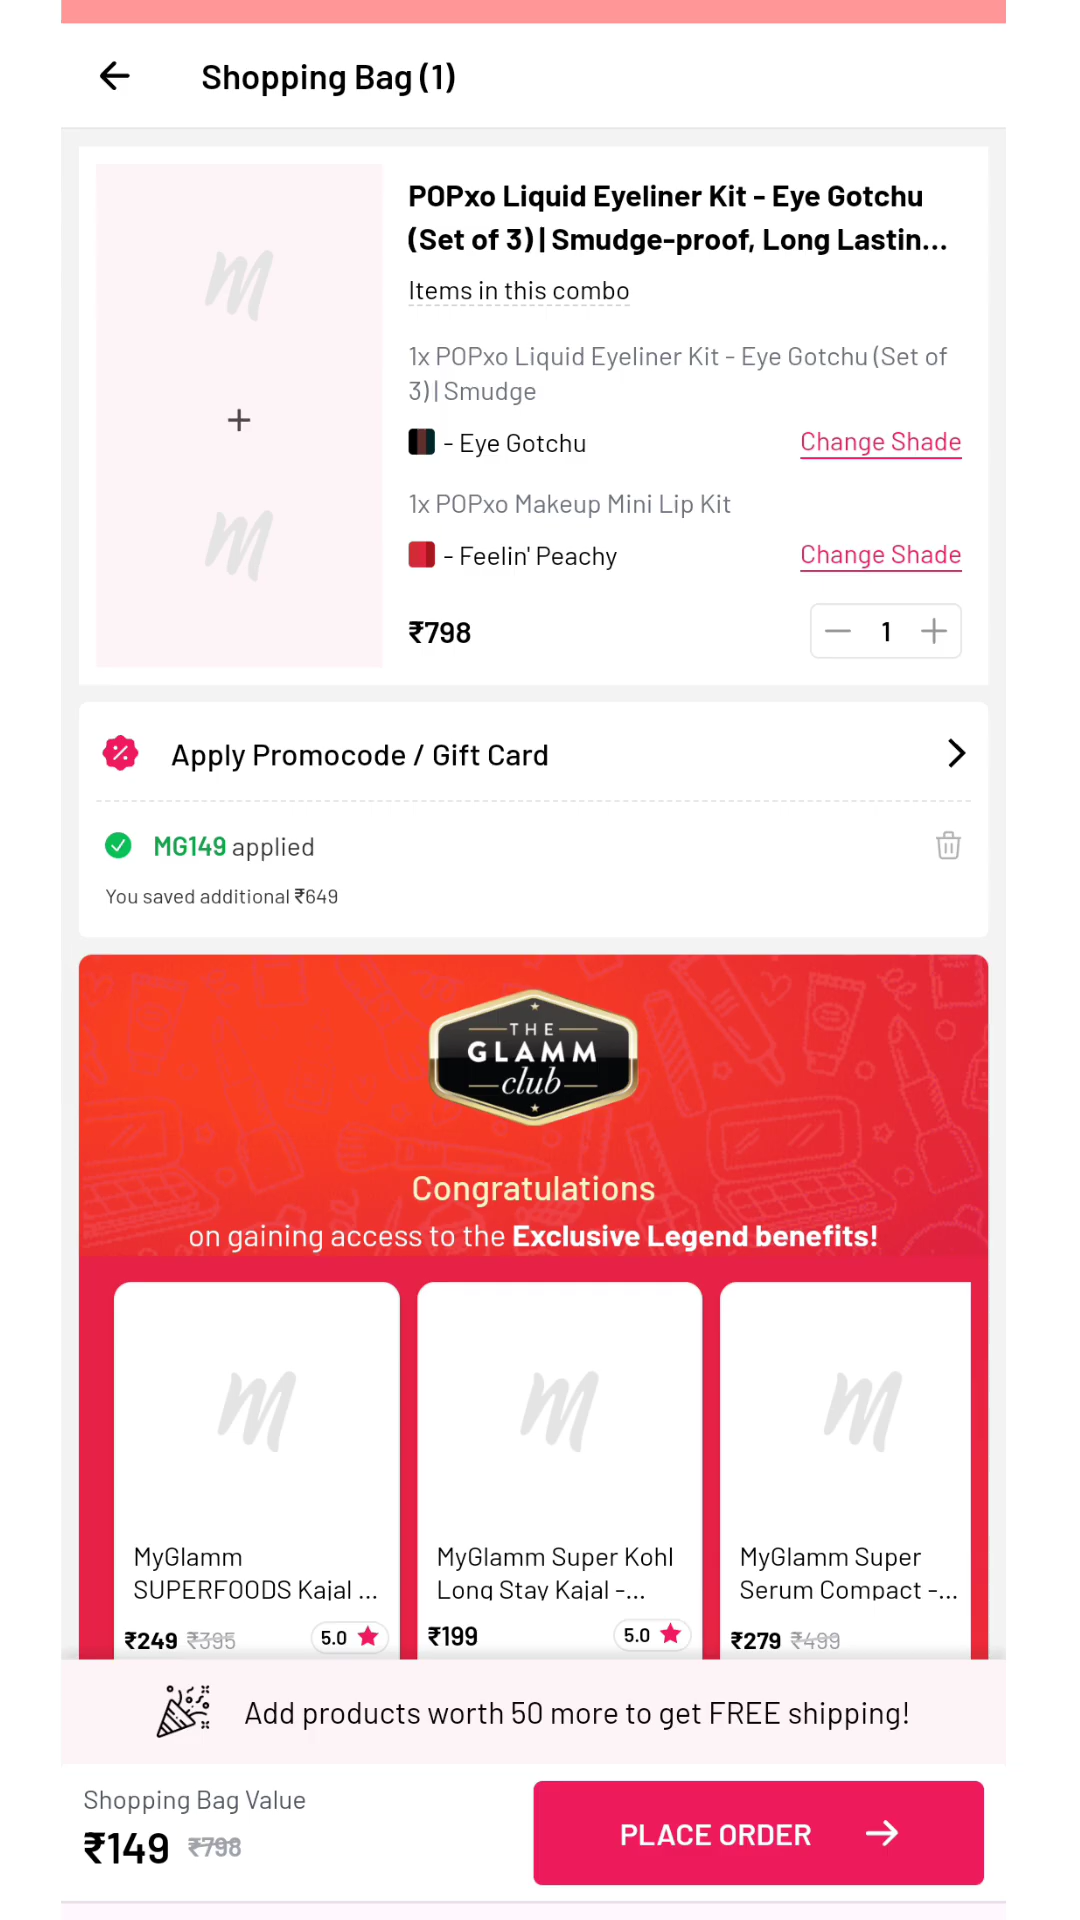 Shopping Bag (1)
POPxo Liquid Eyeliner Kit - Eye Gotchu
(Set of 3) | Smudge-proof, Long Lastin...
Items in this combo
1x POPxo Liquid Eyeliner Kit - Eye Gotchu (Set of
3) | Smudge
- Eye Gotchu
Change Shade
1x POPxo Makeup Mini Lip Kit
- Feelin' Peachy
Change Shade
₹798
1
Apply Promocode / Gift Card
MG149 applied
You saved additional ₹649
THE
GLAMM
club
Congratulations
on gaining access to the Exclusive Legend benefits!
MyGlamm
SUPERFOODS Kajal ...
₹249 ₹395
5.0
MyGlamm Super Kohl
Long Stay Kajal -...
₹199
5.0
MyGlamm Super
Serum Compact -...
₹279 ₹499
Add products worth 50 more to get FREE shipping!
Shopping Bag Value
₹149 ₹798
PLACE ORDER